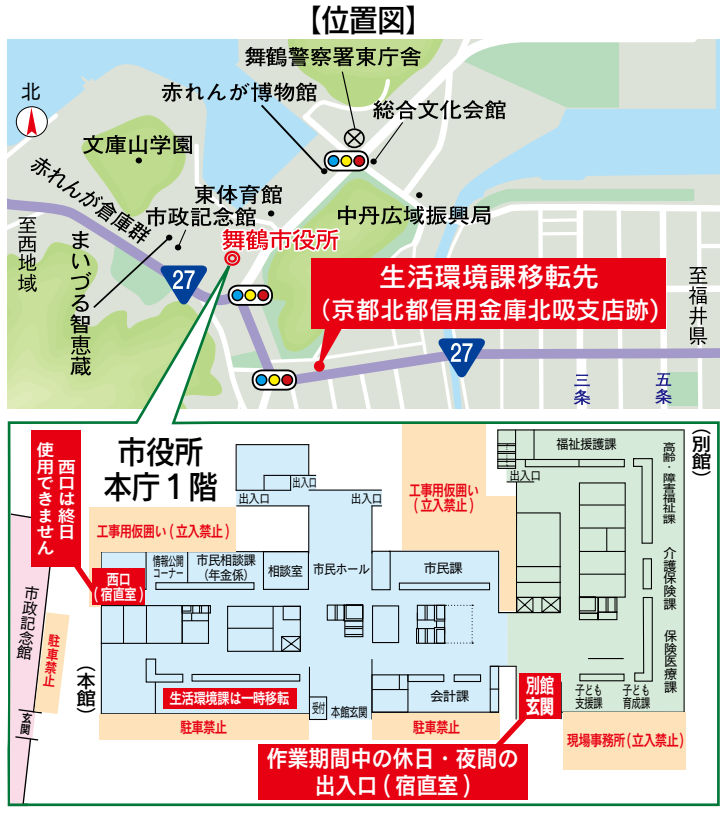 【位置図】
舞鶴警察署東庁舎
北
赤れんが博物館
総合文化会館
文庫山学園
赤れんが倉庫群
東体育館
市政記念館
中丹広域振興局
至西地域
まいづる智恵蔵
舞鶴市役所
27
生活環境課移転先
(京都北都信用金庫北吸支店跡)
至福井県
27
三条
五条
市役所
本庁1階
西口は終日
使用できません
工事用仮囲い(立入禁止)
出入口
出入口
出入口
工事用仮囲い
(立入禁止)
出入口
福祉援護課
(別館)
高齢・障害福祉課
介護保険課
保険医療課
情報公開
コーナー
市民相談課
(年金係)
相談室
市民ホール
市民課
西口
(宿直室)
市政記念館
駐車禁止
(本館)
玄関
生活環境課は一時移転
受付
本館玄関
会計課
別館
玄関
子ども
支援課
子ども
育成課
駐車禁止
駐車禁止
現場事務所(立入禁止)
作業期間中の休日・夜間の
出入口(宿直室)